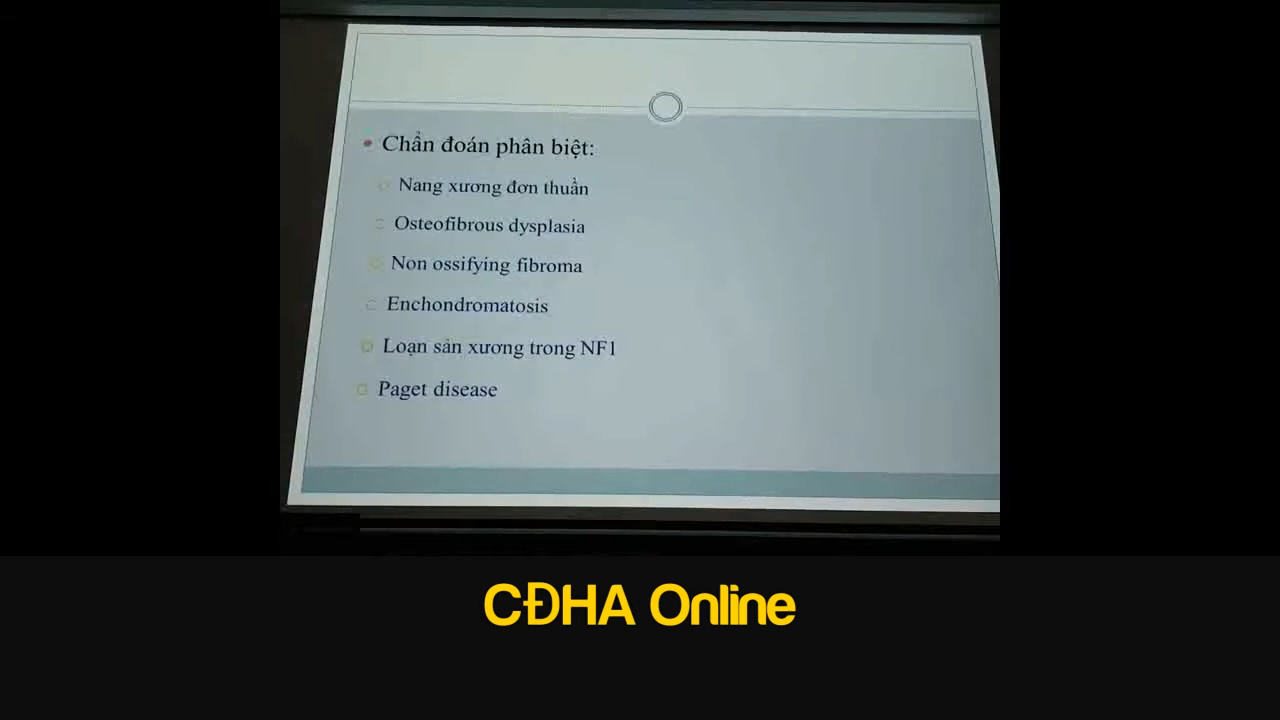 Chẩn đoán phân biệt:
Nang xương đơn thuần
Osteofibrous dysplasia
Non ossifying fibroma
Enchondromatosis
Loạn sản xương trong NF1
Paget disease
CĐHA Online